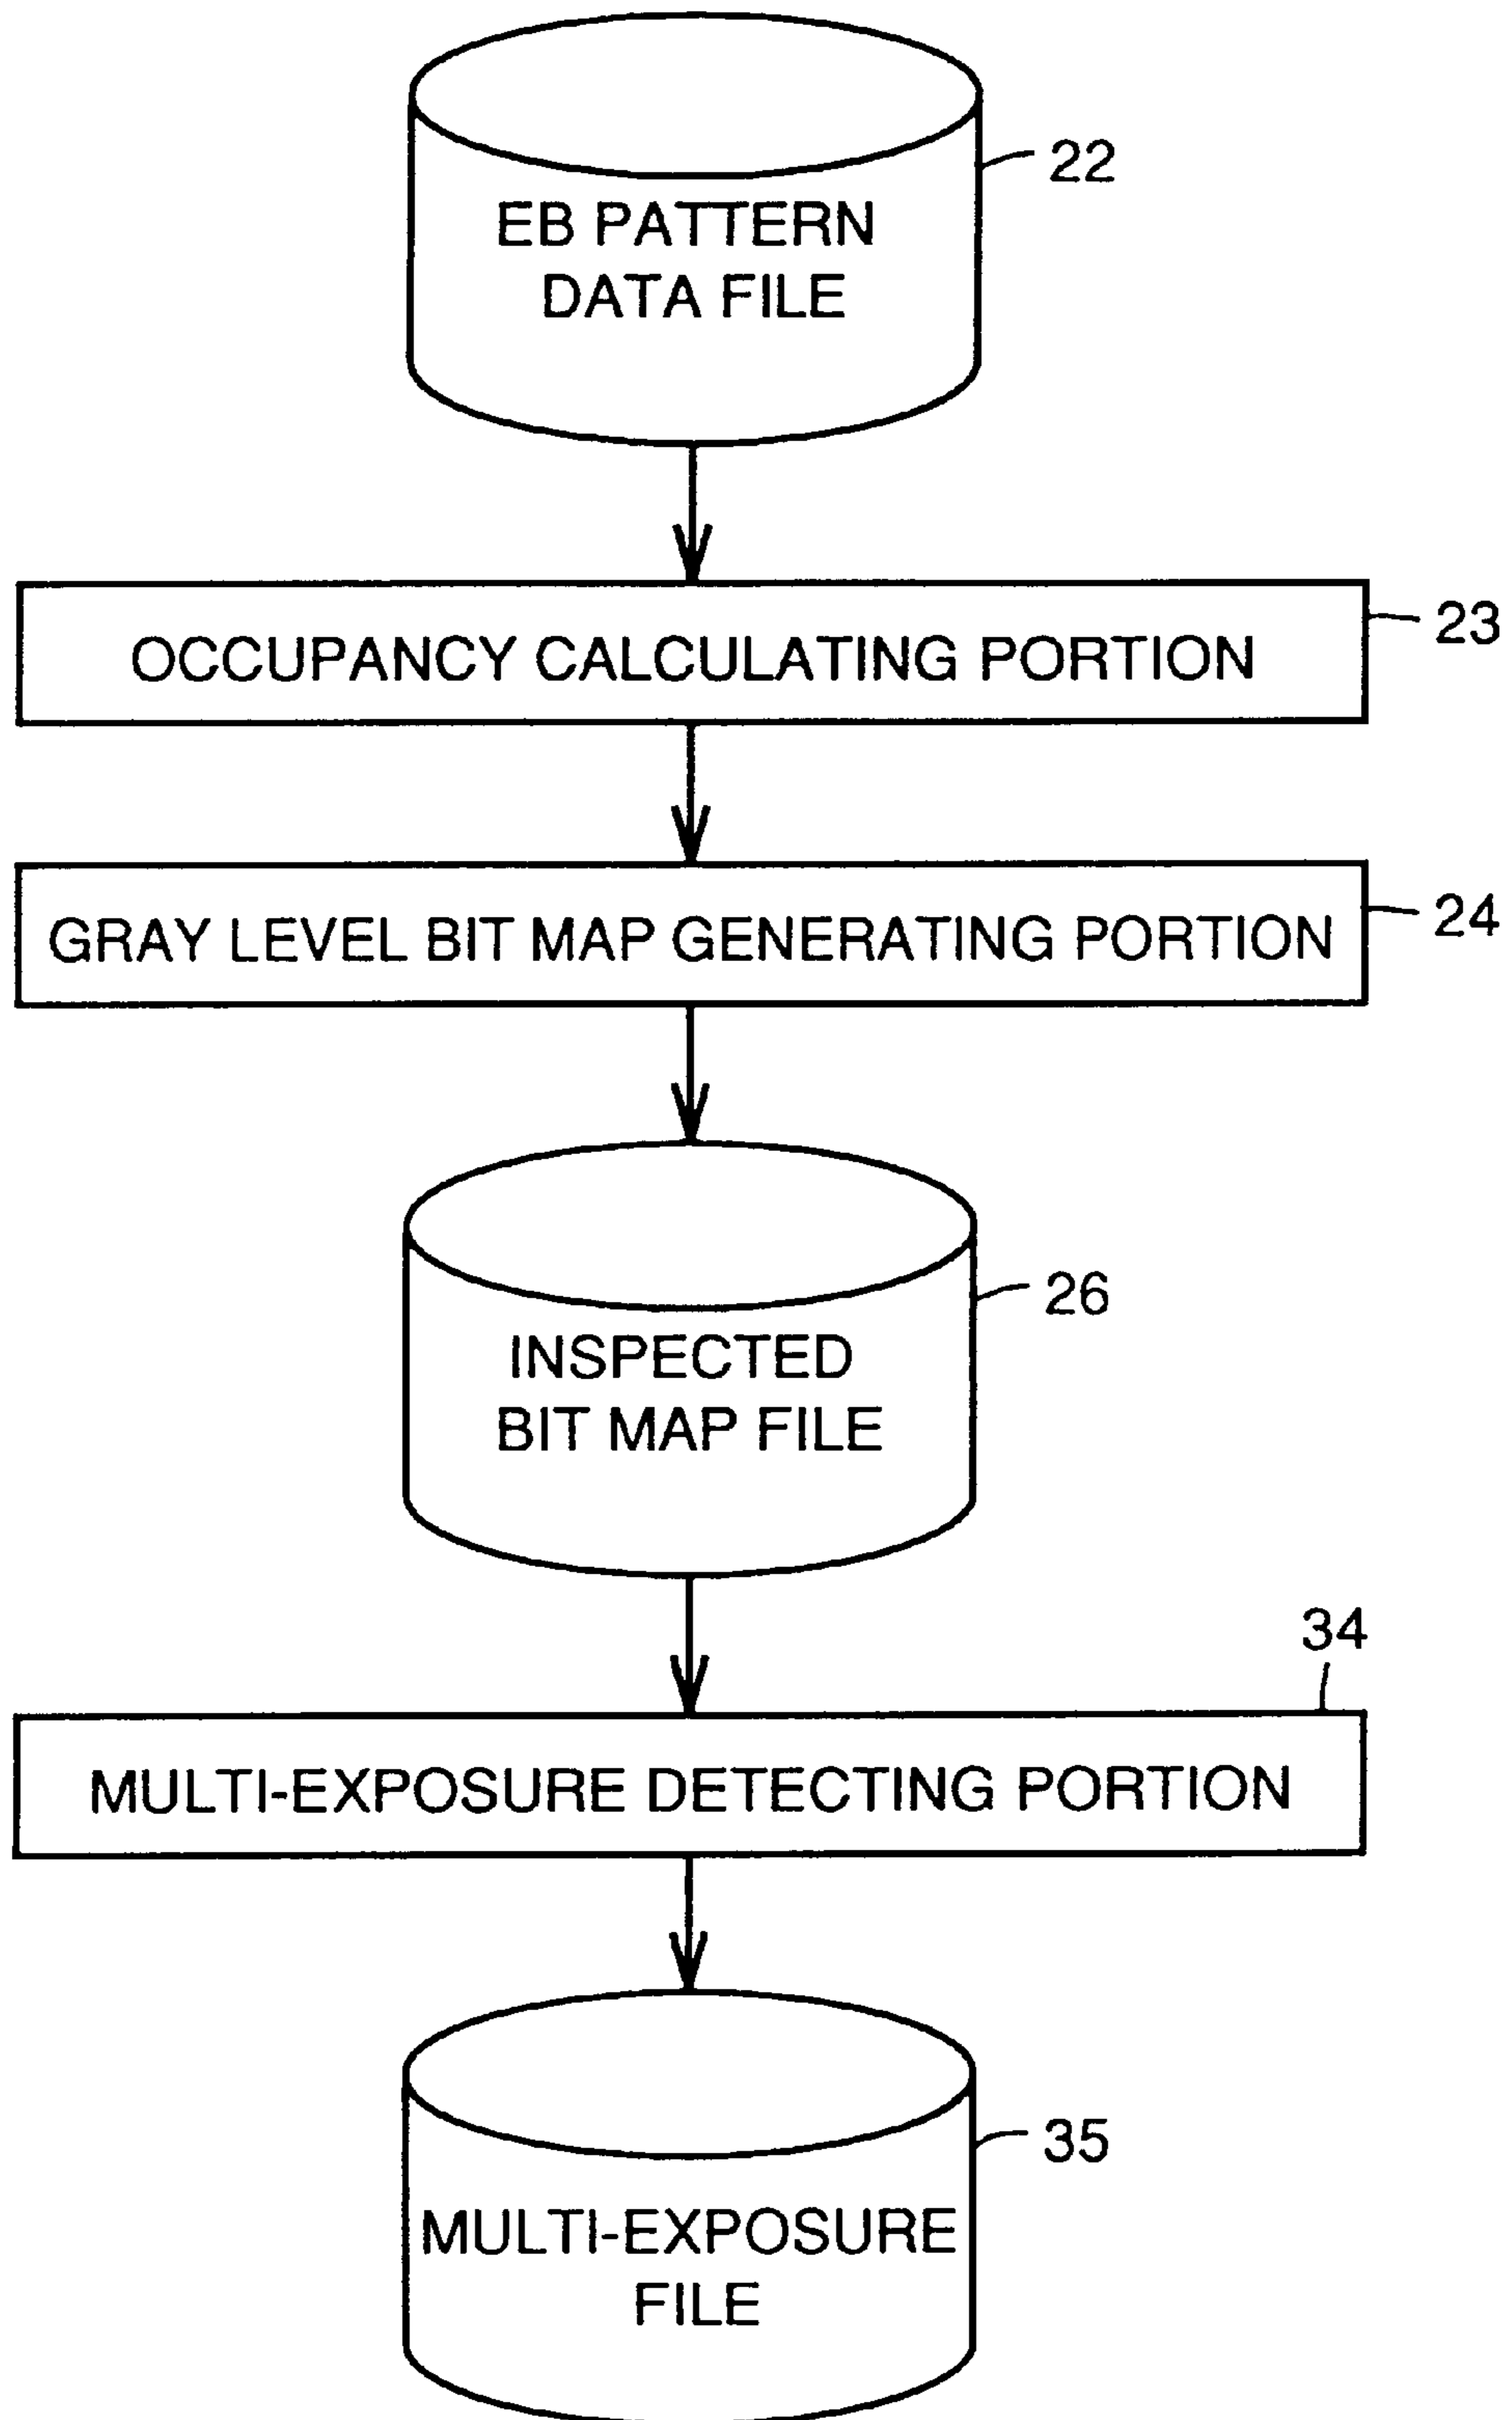 22
EB PATTERN
DATA FILE
23
OCCUPANCY CALCULATING PORTION
24
GRAY LEVEL BIT MAP GENERATING PORTION
26
INSPECTED
BIT MAP FILE
34
MULTI-EXPOSURE DETECTING PORTION
35
MULTI-EXPOSURE
FILE